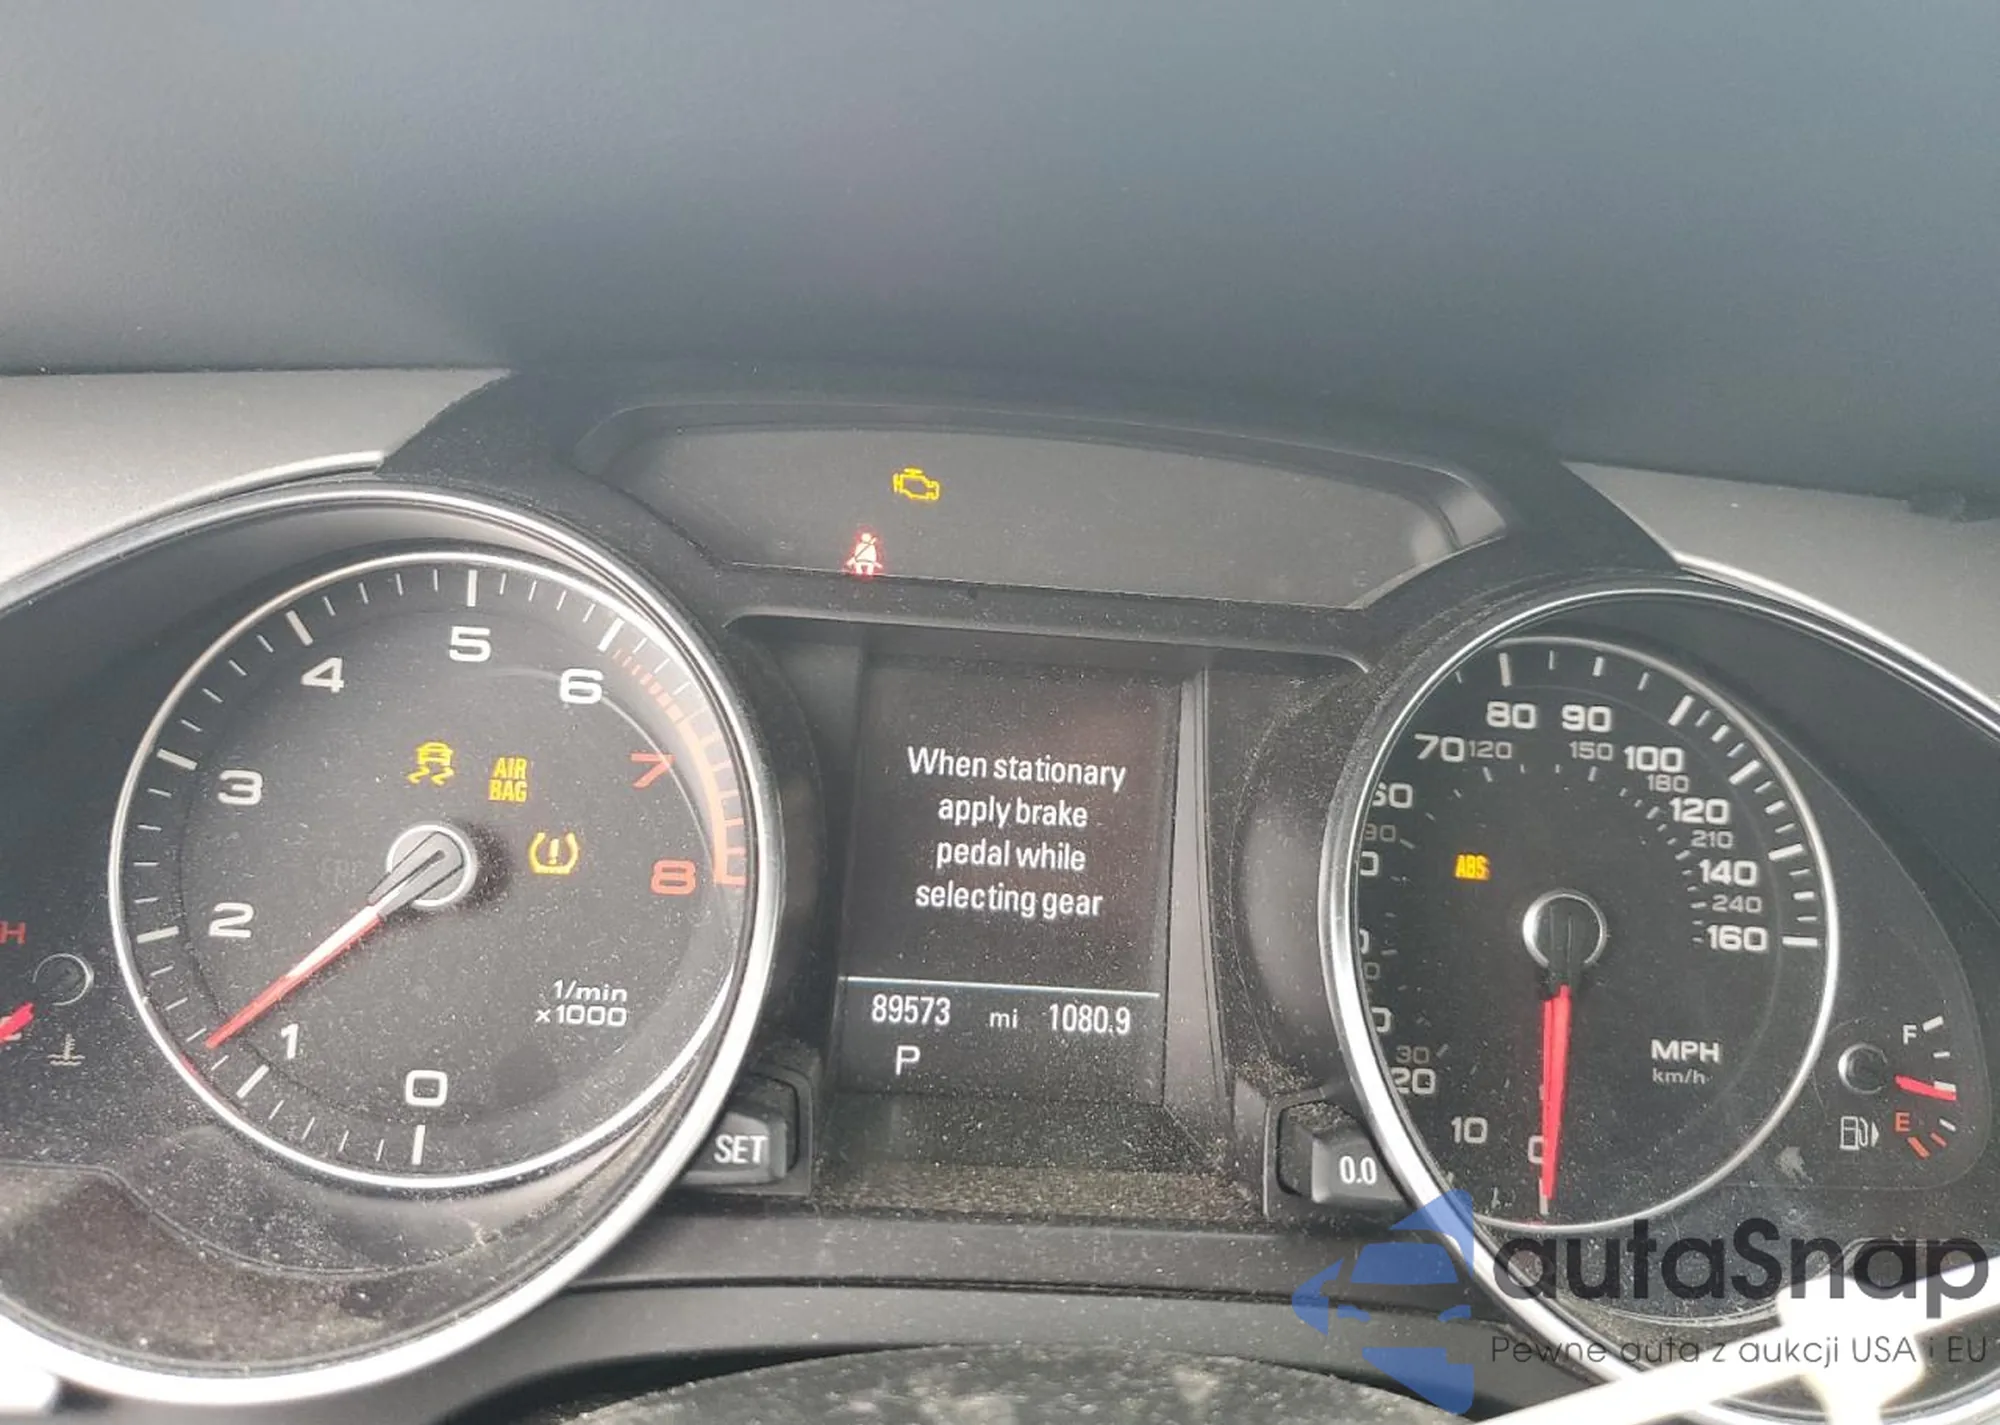 5
4
6
3
AIR
BAG
7
8
2
H
1/min
x1000
1
0
When stationary
apply brake
pedal while
selecting gear
89573 mi 1080.9
P
SET
0.0
80 90
70 120 150 100
180
60 120
210
ABS 140
240
160
MPH
km/h
30
20
10
0
F
E
autaSnap
Pewne auta z aukcji USA i EU